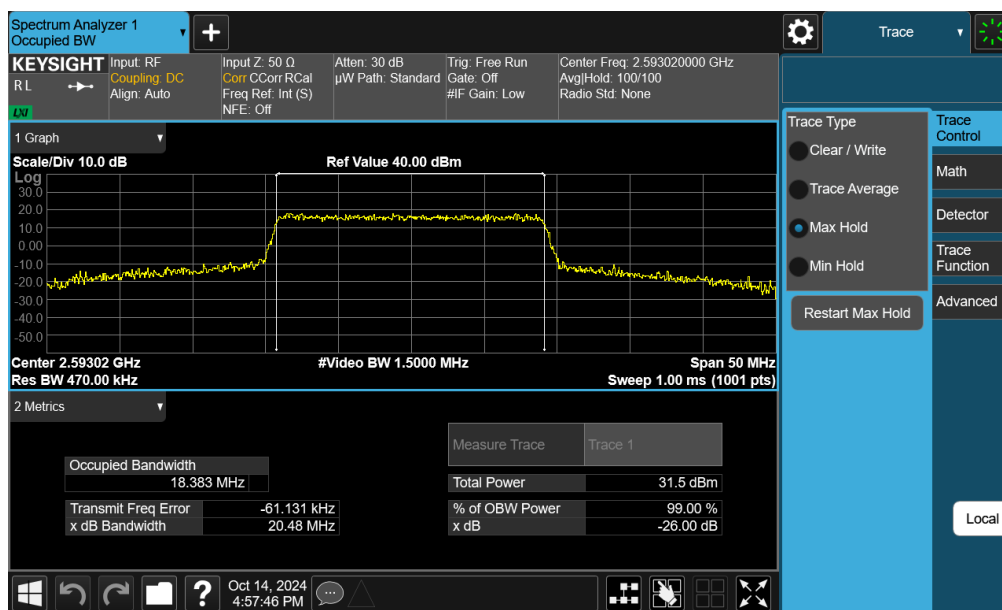 Spectrum Analyzer 1
Occupied BW
+
Trace
KEYSIGHT
RL
LXI
Input: RF
Coupling: DC
Align: Auto
Input Z: 50 Ω
Corr CCorr RCal
Freq Ref: Int (S)
NFE: Off
Atten: 30 dB
µW Path: Standard
Trig: Free Run
Gate: Off
#IF Gain: Low
Center Freq: 2.593020000 GHz
Avg|Hold: 100/100
Radio Std: None
1 Graph
Scale/Div 10.0 dB
Ref Value 40.00 dBm
Log
30.0
20.0
10.0
0.00
-10.0
-20.0
-30.0
-40.0
-50.0
Center 2.59302 GHz
#Video BW 1.5000 MHz
Span 50 MHz
Res BW 470.00 kHz
Sweep 1.00 ms (1001 pts)
2 Metrics
Measure Trace
Trace 1
Occupied Bandwidth
18.383 MHz
Total Power
31.5 dBm
Transmit Freq Error
-61.131 kHz
% of OBW Power
99.00 %
x dB Bandwidth
20.48 MHz
x dB
-26.00 dB
Trace Type
Clear / Write
Trace Average
Max Hold
Min Hold
Restart Max Hold
Trace
Control
Math
Detector
Trace
Function
Advanced
Local
?
Oct 14, 2024
4:57:46 PM